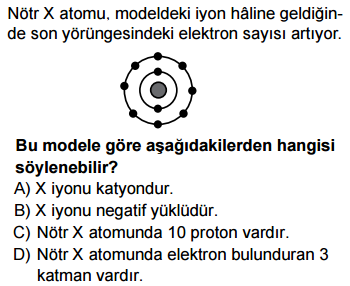 Nötr X atomu, modeldeki iyon hâline geldiğin-
de son yörüngesindeki elektron sayısı artıyor.
Bu modele göre aşağıdakilerden hangisi
söylenebilir?
A) X iyonu katyondur.
B) X iyonu negatif yüklüdür.
C) Nötr X atomunda 10 proton vardır.
D) Nötr X atomunda elektron bulunduran 3
katman vardır.